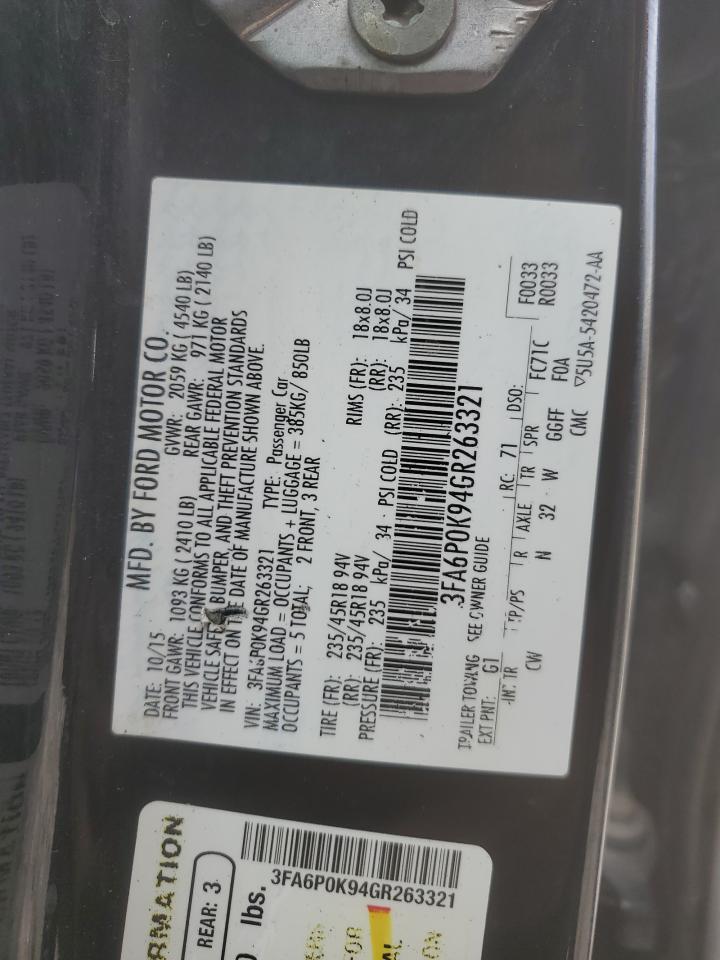 MFD. BY FORD MOTOR CO.
DATE: 10/15 GVWR: 2059 KG ( 4540 LB)
FRONT GAWR: 1093 KG ( 2410 LB) REAR GAWR: 971 KG ( 2140 LB)
THIS VEHICLE CONFORMS TO ALL APPLICABLE FEDERAL MOTOR
VEHICLE BUMPER, AND THEFT PREVENTION STANDARDS
IN EFFECT ON DATE OF MANUFACTURE SHOWN ABOVE.
VIN: 3FA6P0K94GR263321 TYPE: Passenger Car
MAXIMUM LOAD = OCCUPANTS + LUGGAGE = 385KG/ 850LB
OCCUPANTS = 5 TOTAL; 2 FRONT, 3 REAR
TIRE (FR): 235/45R18 94V RIMS (FR): 18x8.0J
(RR): 235/45R18 94V (RR): 18x8.0J
PRESSURE (FR): 235 kPa/ 34 PSI COLD (RR): 235 kPa/ 34 PSI COLD
3FA6P0K94GR263321
TRAILER TOWING SEE OWNER GUIDE
EXT PNT: G1 RC: 71 DSO: F0033
INT TR TP/PS R AXLE TR SPR FC71C R0033
CW N 32 W GGFF F0A
CMC ▽5U5A-5420472-AA
RMATION
REAR: 3
lbs.
3FA6P0K94GR263321